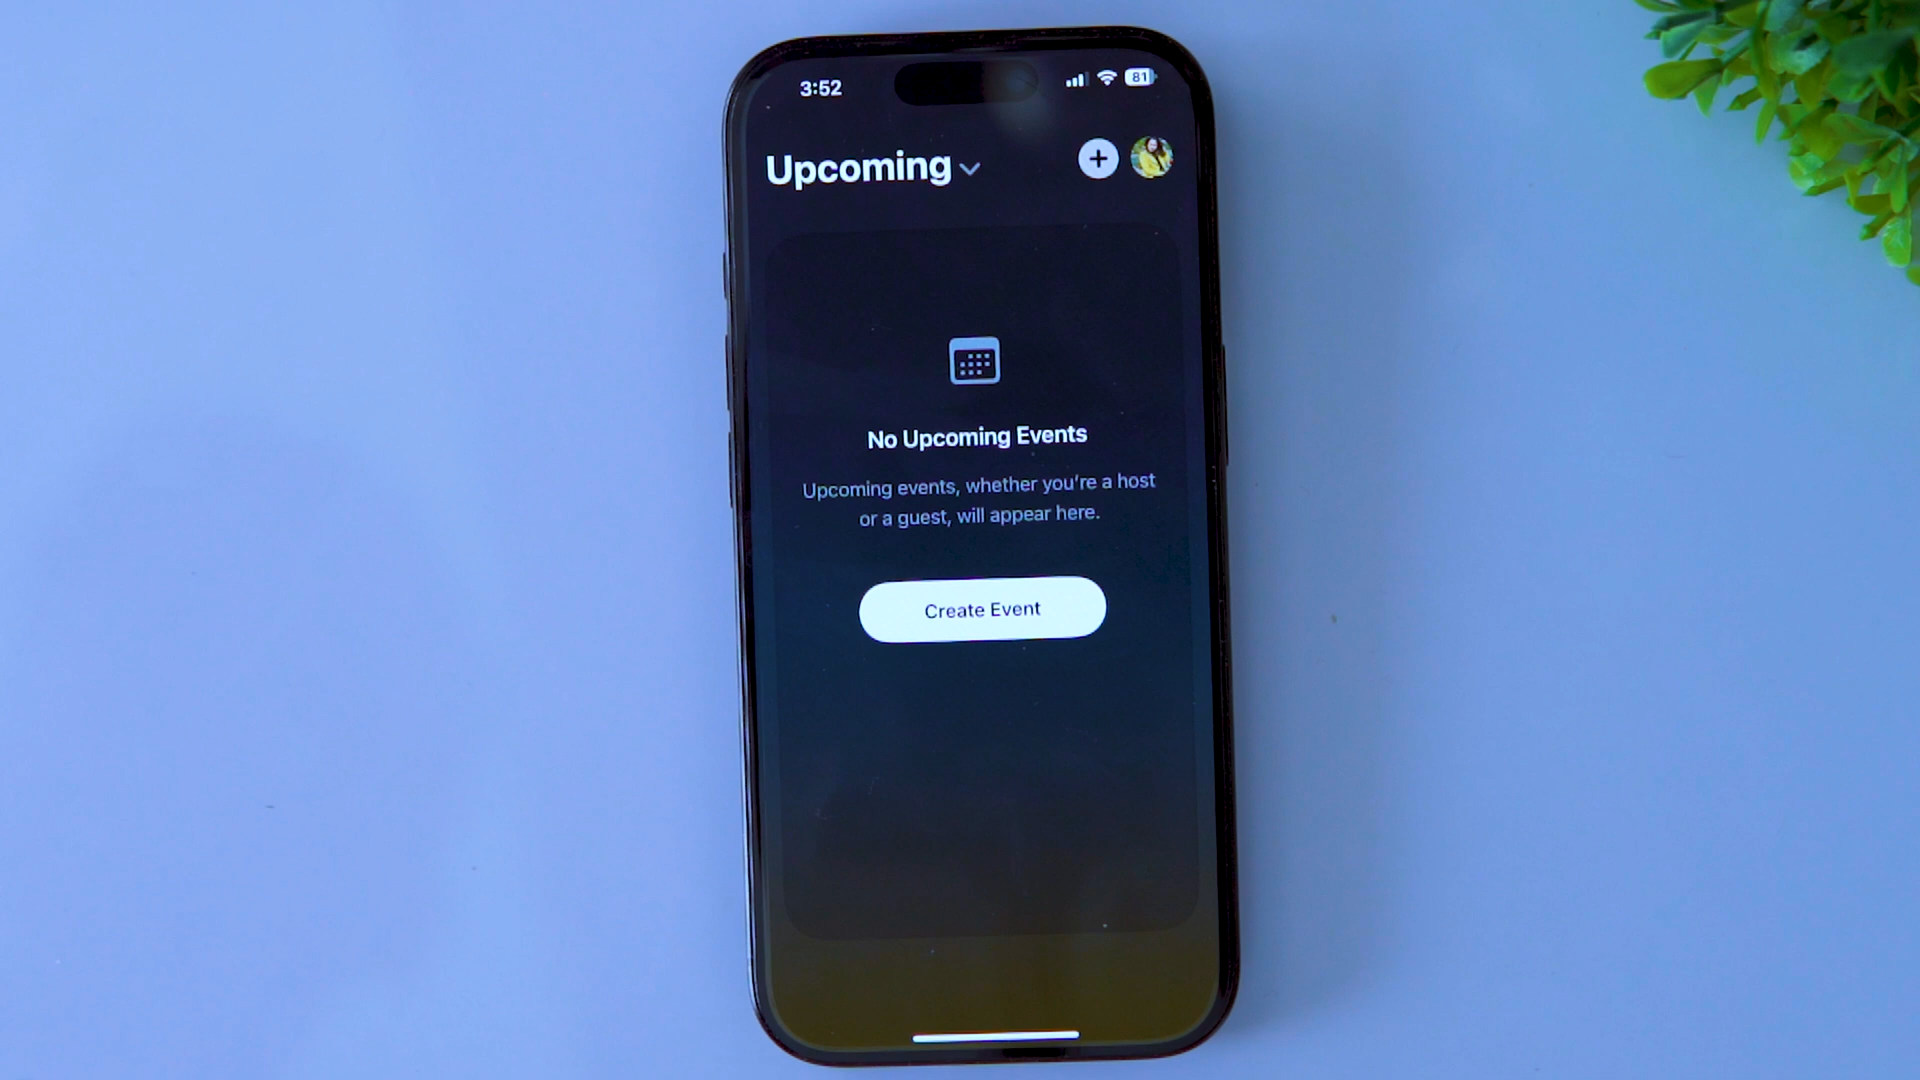 3:52
81
Upcoming
No Upcoming Events
Upcoming events, whether you're a host
or a guest, will appear here.
Create Event